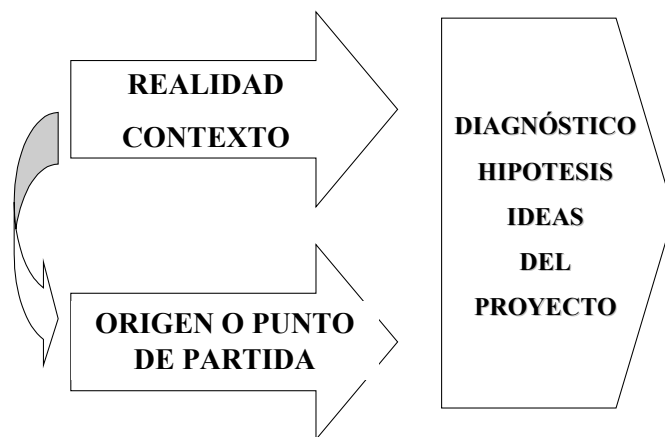 REALIDAD
CONTEXTO
ORIGEN O PUNTO
DE PARTIDA
DIAGNÓSTICO
HIPOTESIS
IDEAS
DEL
PROYECTO